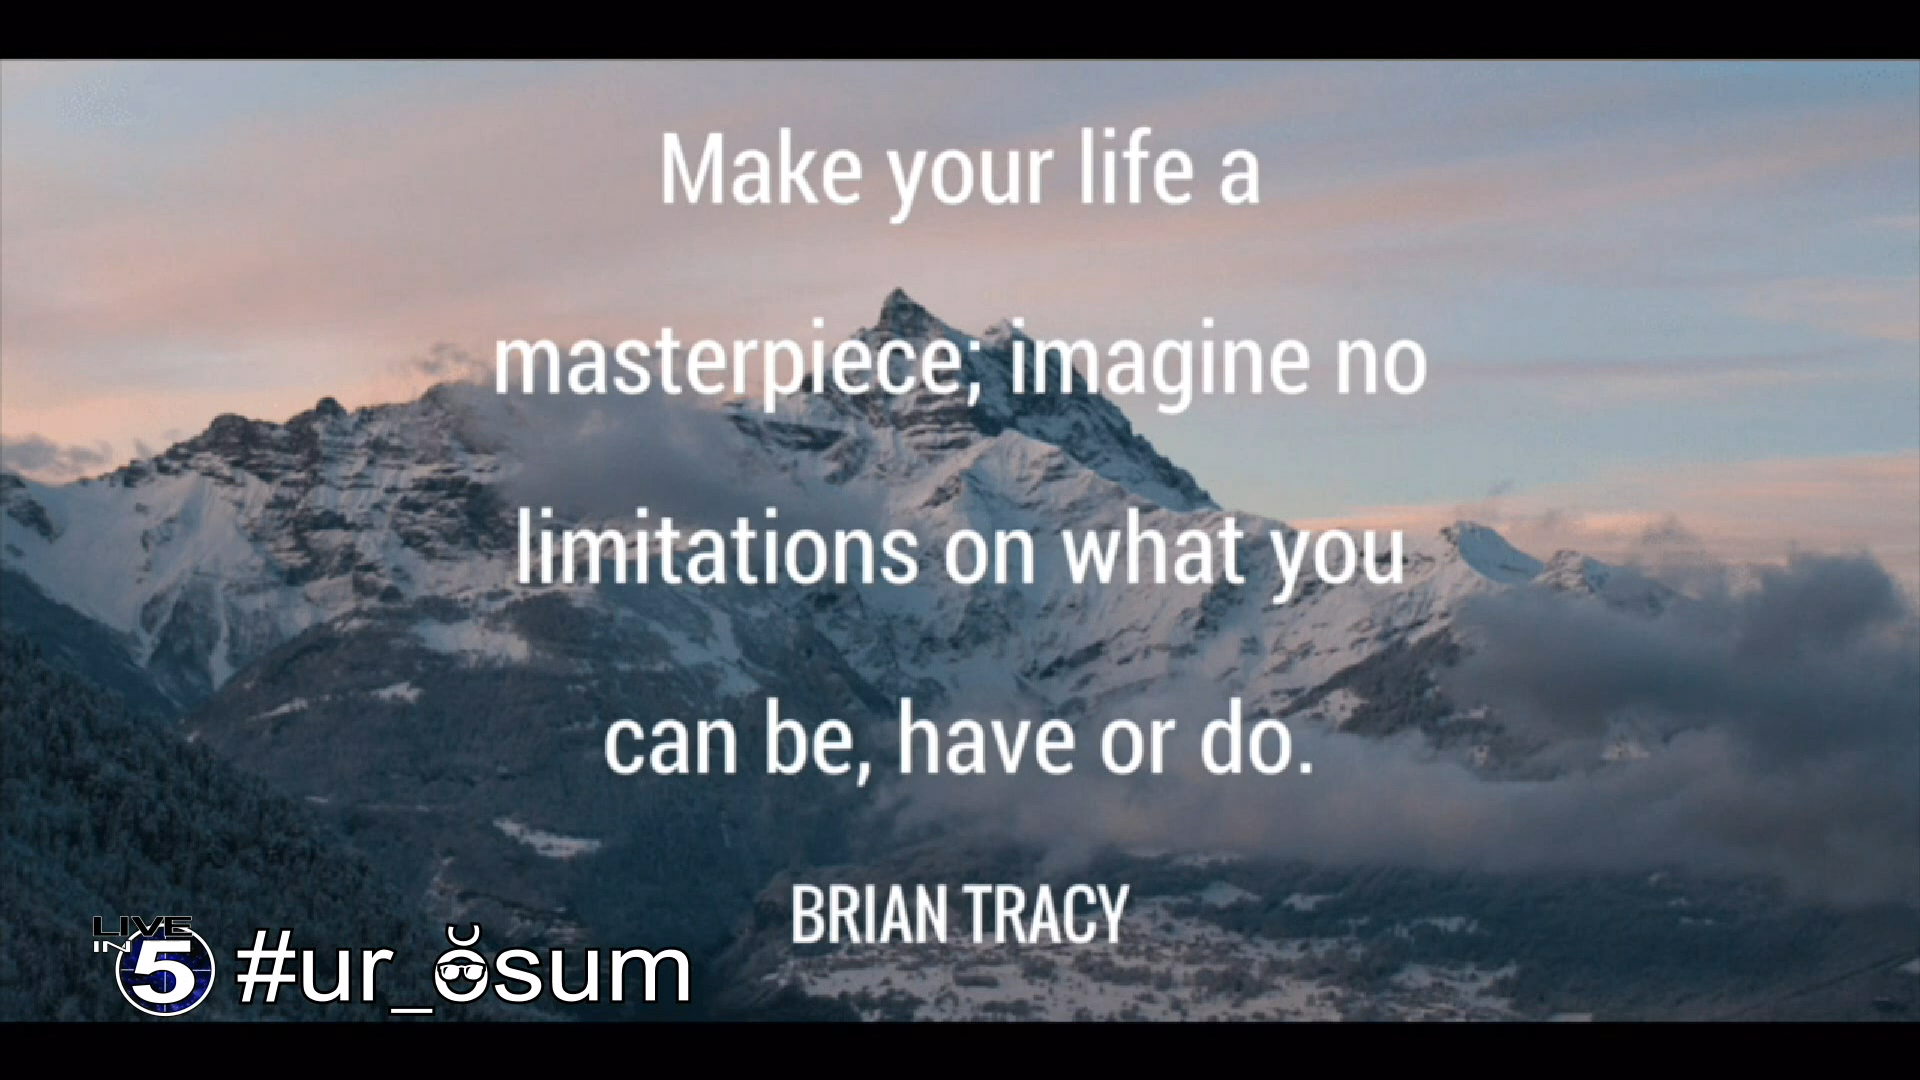 Make your life a
masterpiece; imagine no
limitations on what you
can be, have or do.
BRIAN TRACY
LIVE
IN 5
#ur_ŏsum